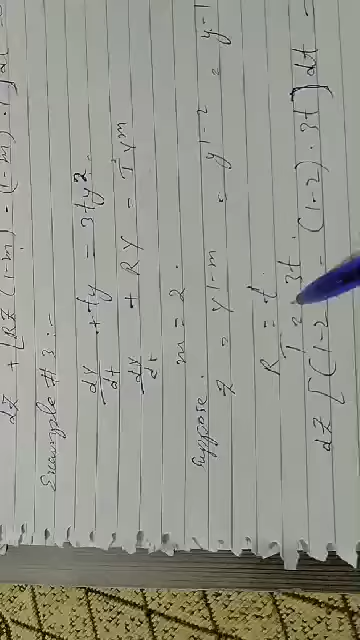 dZ + [RZ(1-m) - (1-m) · T] dt =
Example # 3 :-
dy/dt + ty = 3ty².
dy/dt + RY = Ty^m
m = 2.
Suppose.
Z = y^1-m = y^1-2 = y^-1
R = t
T = 3t.
dZ [(1-2 - (1-2) · 3t] dt =